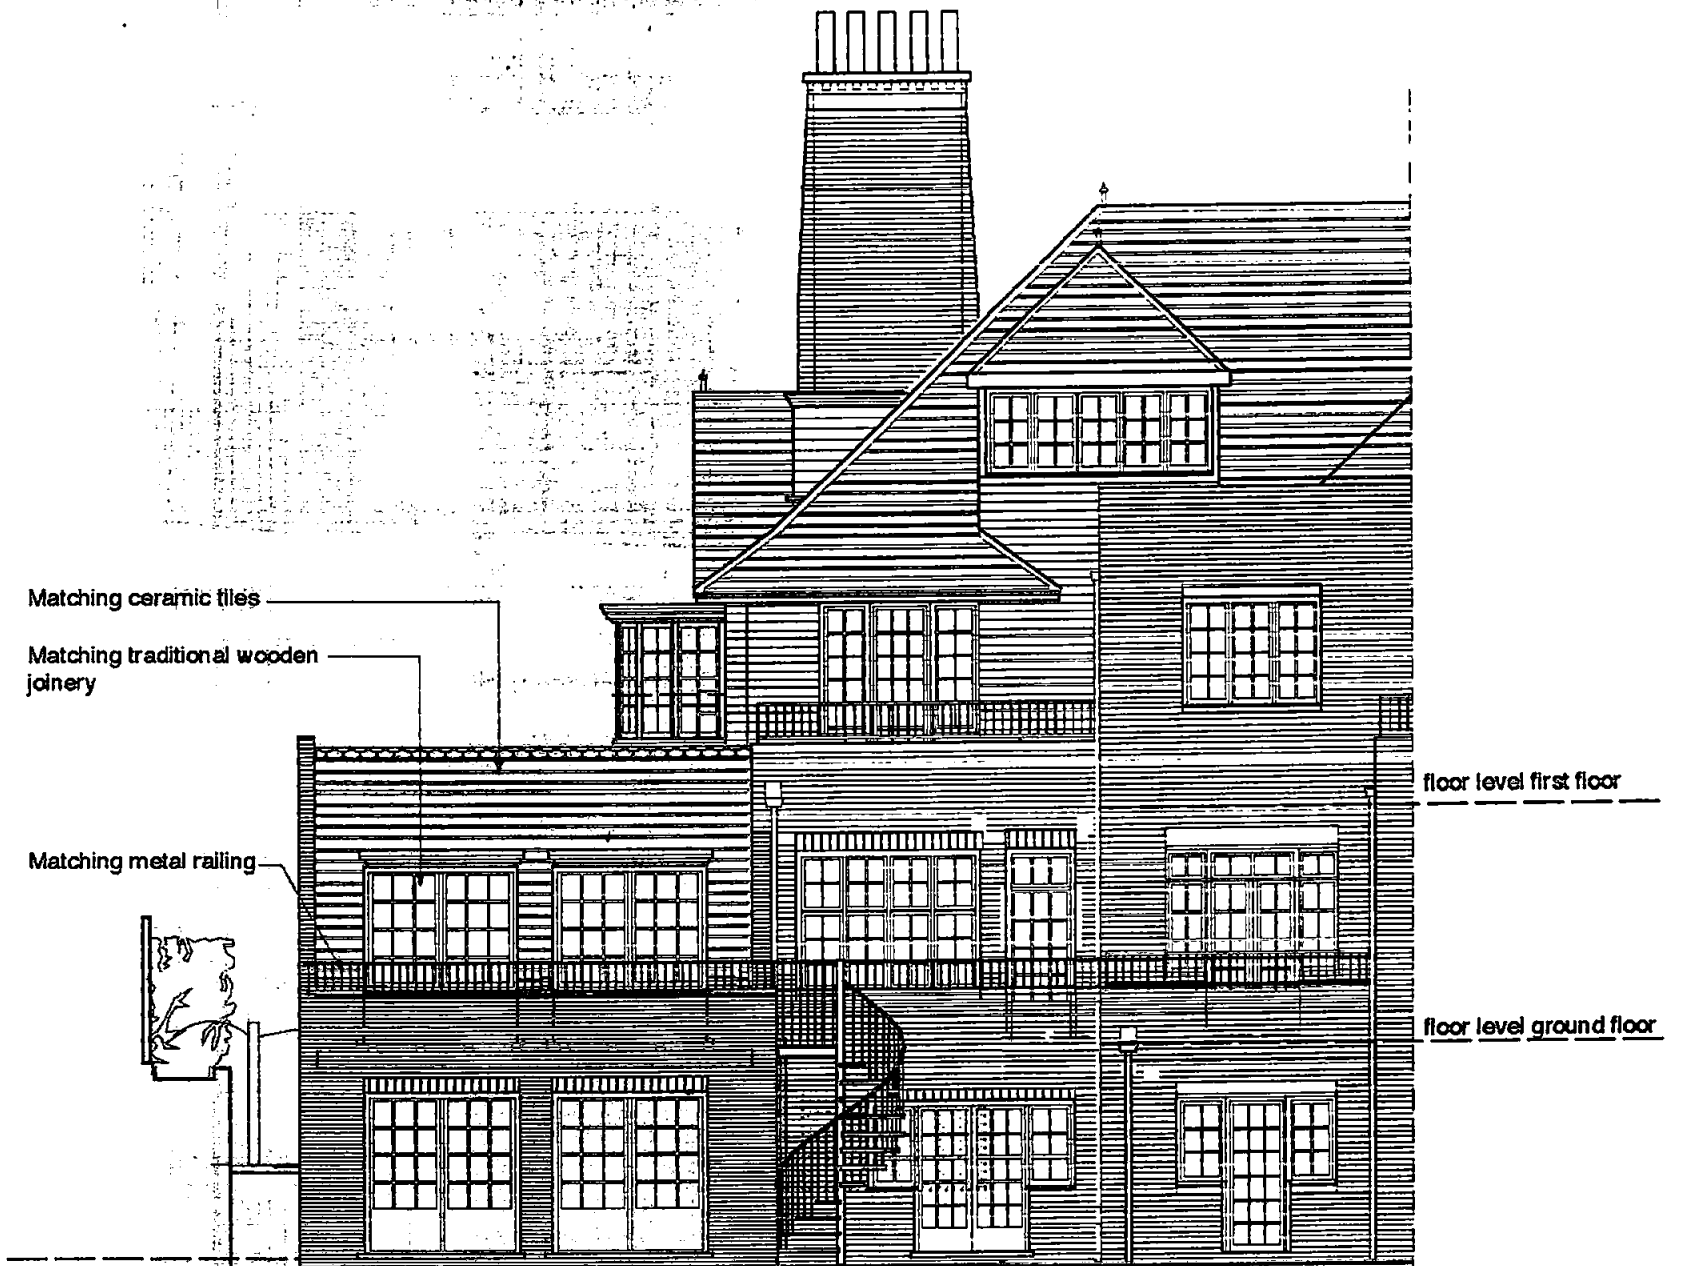 Matching ceramic tiles
Matching traditional wooden
joinery
floor level first floor
Matching metal railing
floor level ground floor